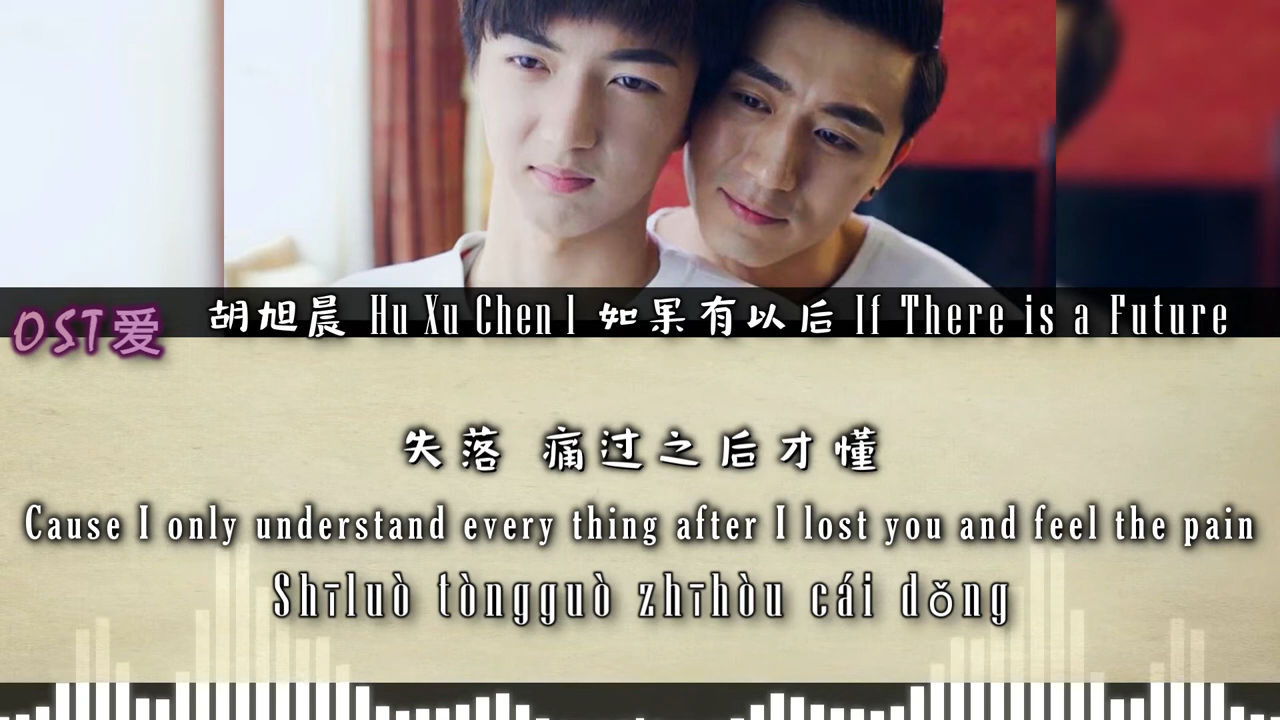 OST爱
胡旭晨 Hu Xu Chen l 如果有以后 If There is a Future
失落 痛过之后才懂
Cause I only understand every thing after I lost you and feel the pain
Shīluò tòngguò zhīhòu cái dǒng